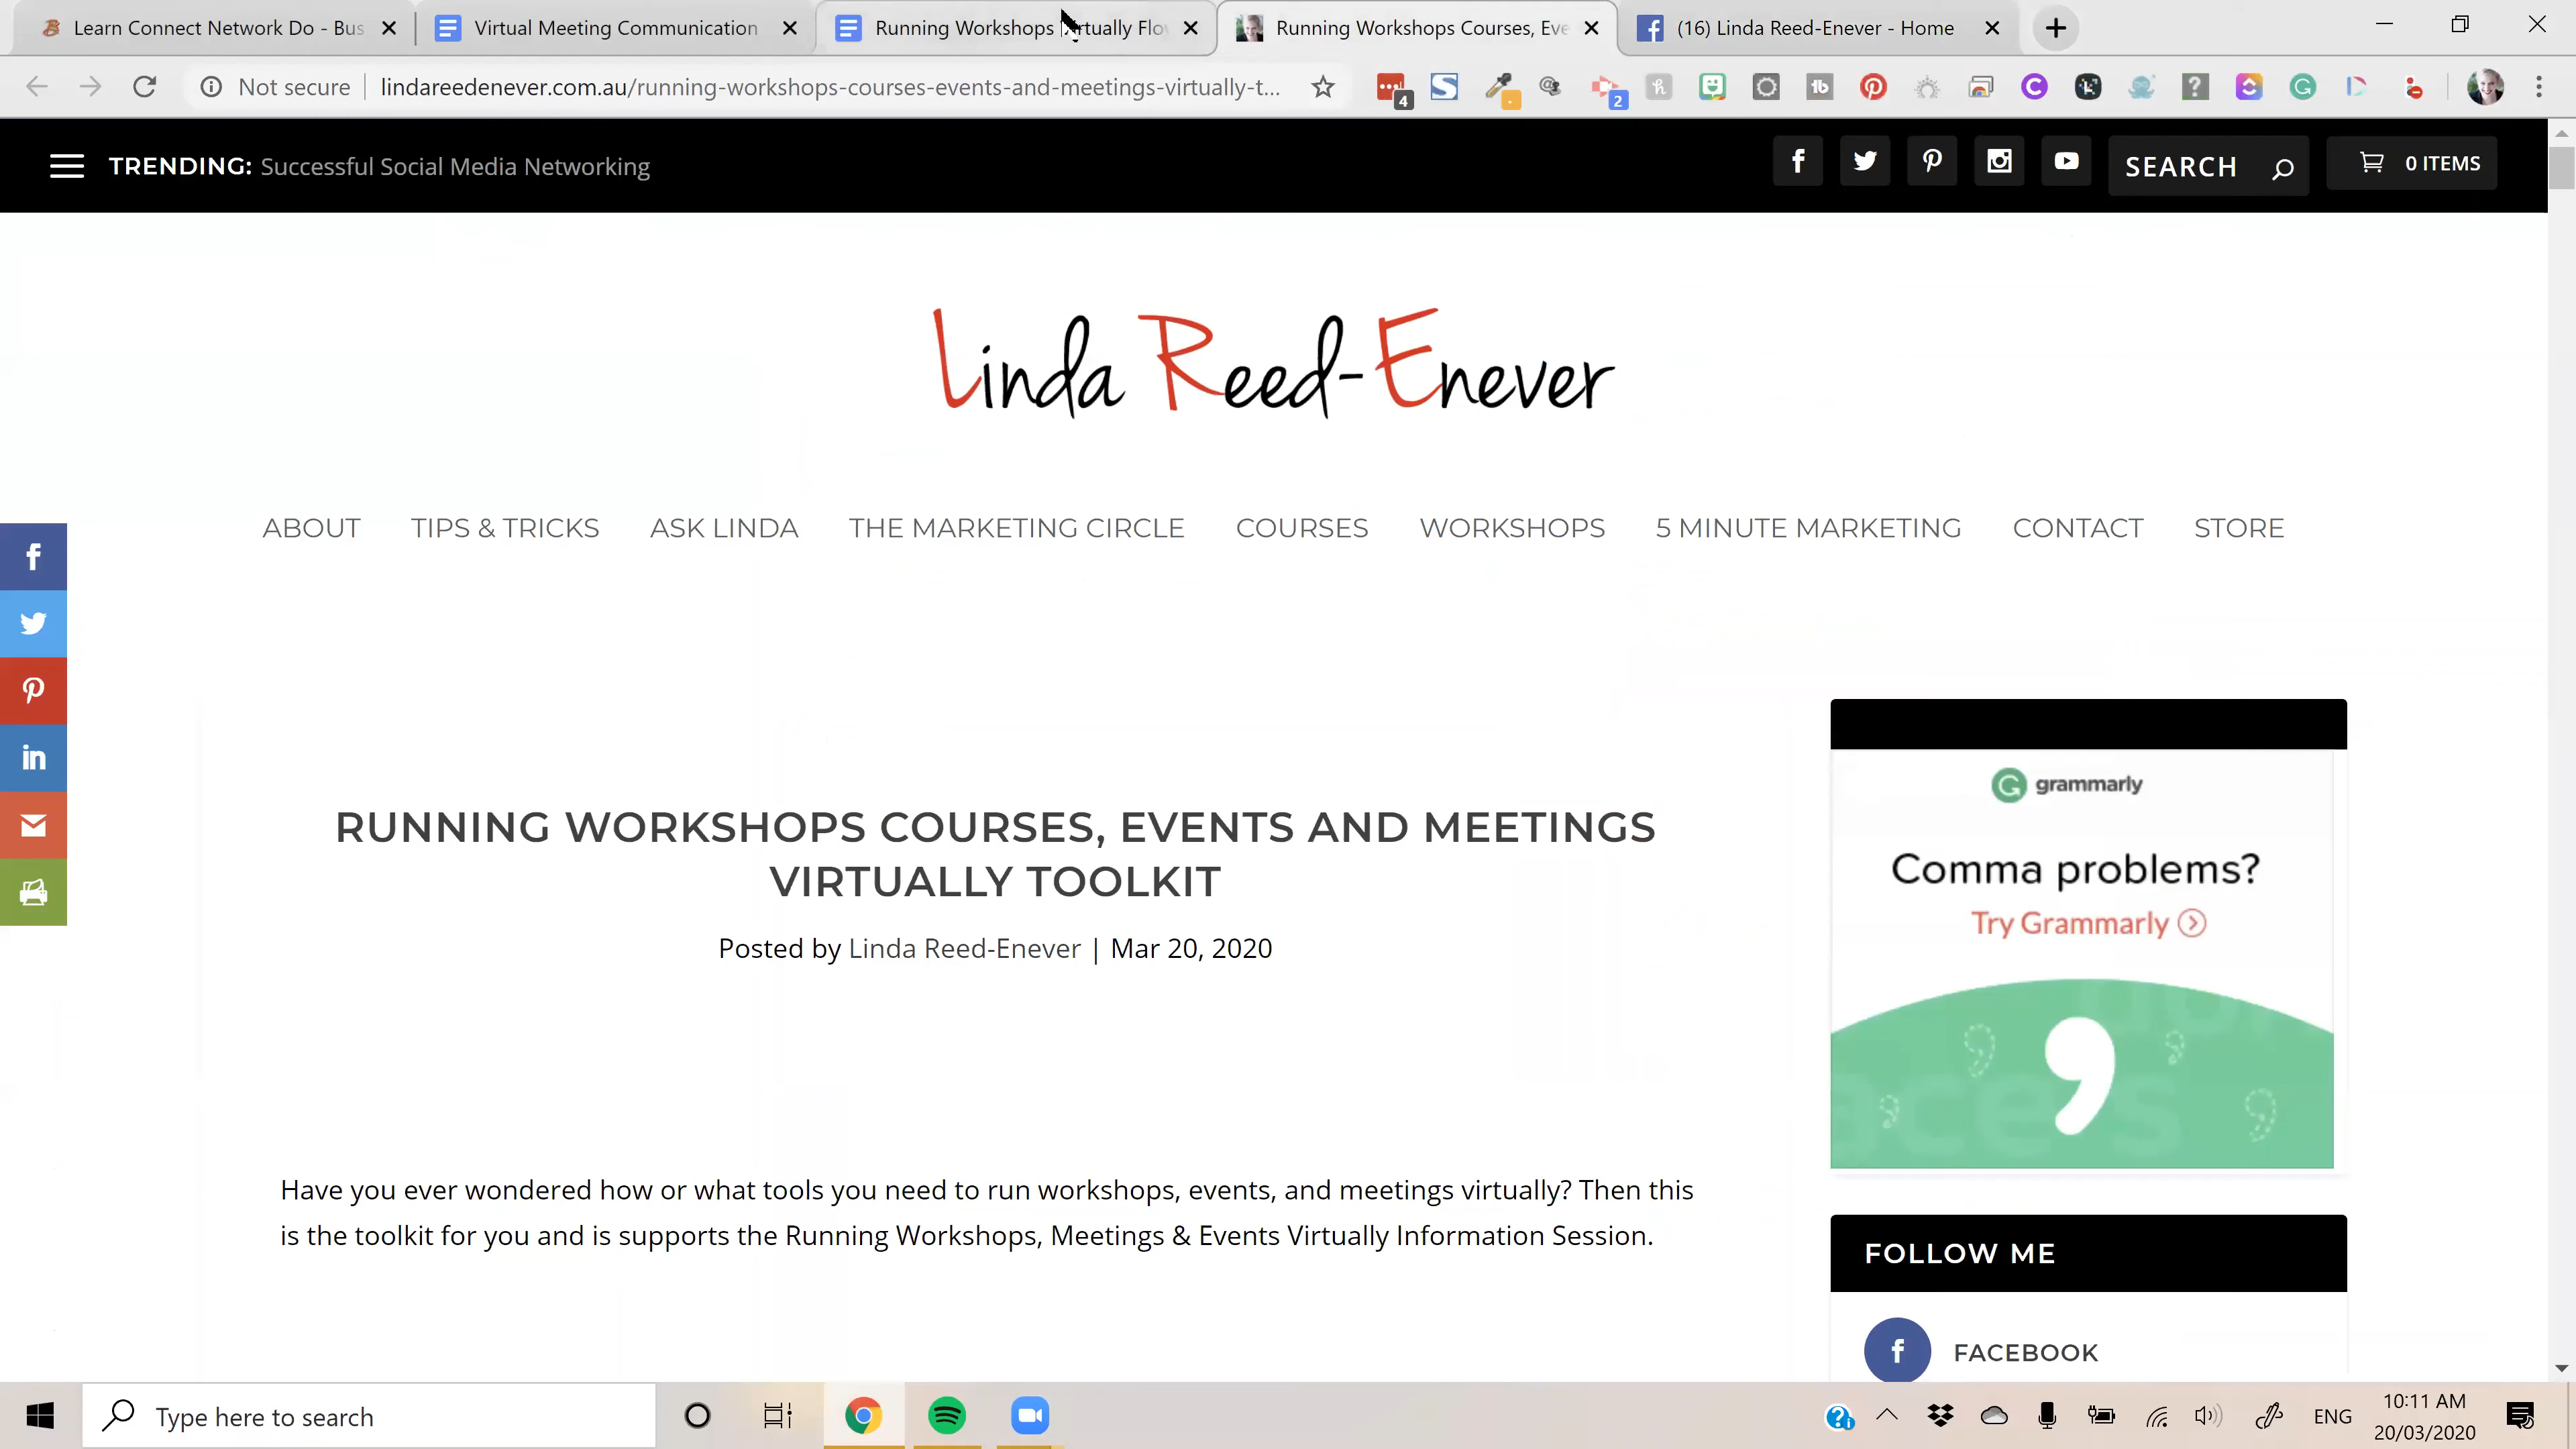 Learn Connect Network Do - Bus
Virtual Meeting Communication
Running Workshops Virtually Flo
Running Workshops Courses, Eve
(16) Linda Reed-Enever - Home
Not secure
lindareedenever.com.au/running-workshops-courses-events-and-meetings-virtually-t...
4
2
TRENDING: Successful Social Media Networking
SEARCH
0 ITEMS
Linda Reed-Enever
ABOUT TIPS & TRICKS ASK LINDA THE MARKETING CIRCLE COURSES WORKSHOPS 5 MINUTE MARKETING CONTACT STORE
RUNNING WORKSHOPS COURSES, EVENTS AND MEETINGS
VIRTUALLY TOOLKIT
Posted by Linda Reed-Enever | Mar 20, 2020
Have you ever wondered how or what tools you need to run workshops, events, and meetings virtually? Then this
is the toolkit for you and is supports the Running Workshops, Meetings & Events Virtually Information Session.
grammarly
Comma problems?
Try Grammarly
FOLLOW ME
FACEBOOK
Type here to search
ENG
10:11 AM
20/03/2020